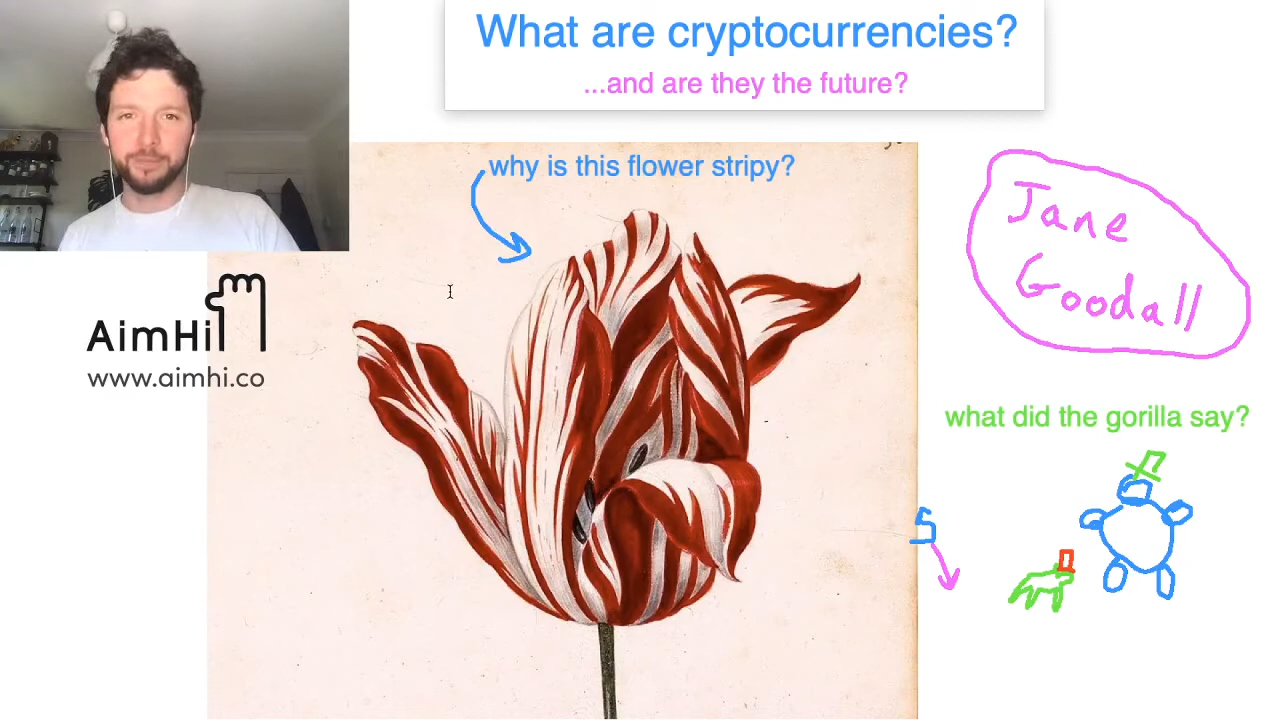 What are cryptocurrencies?
...and are they the future?
why is this flower stripy?
Jane
Goodall
AimHi
www.aimhi.co
what did the gorilla say?